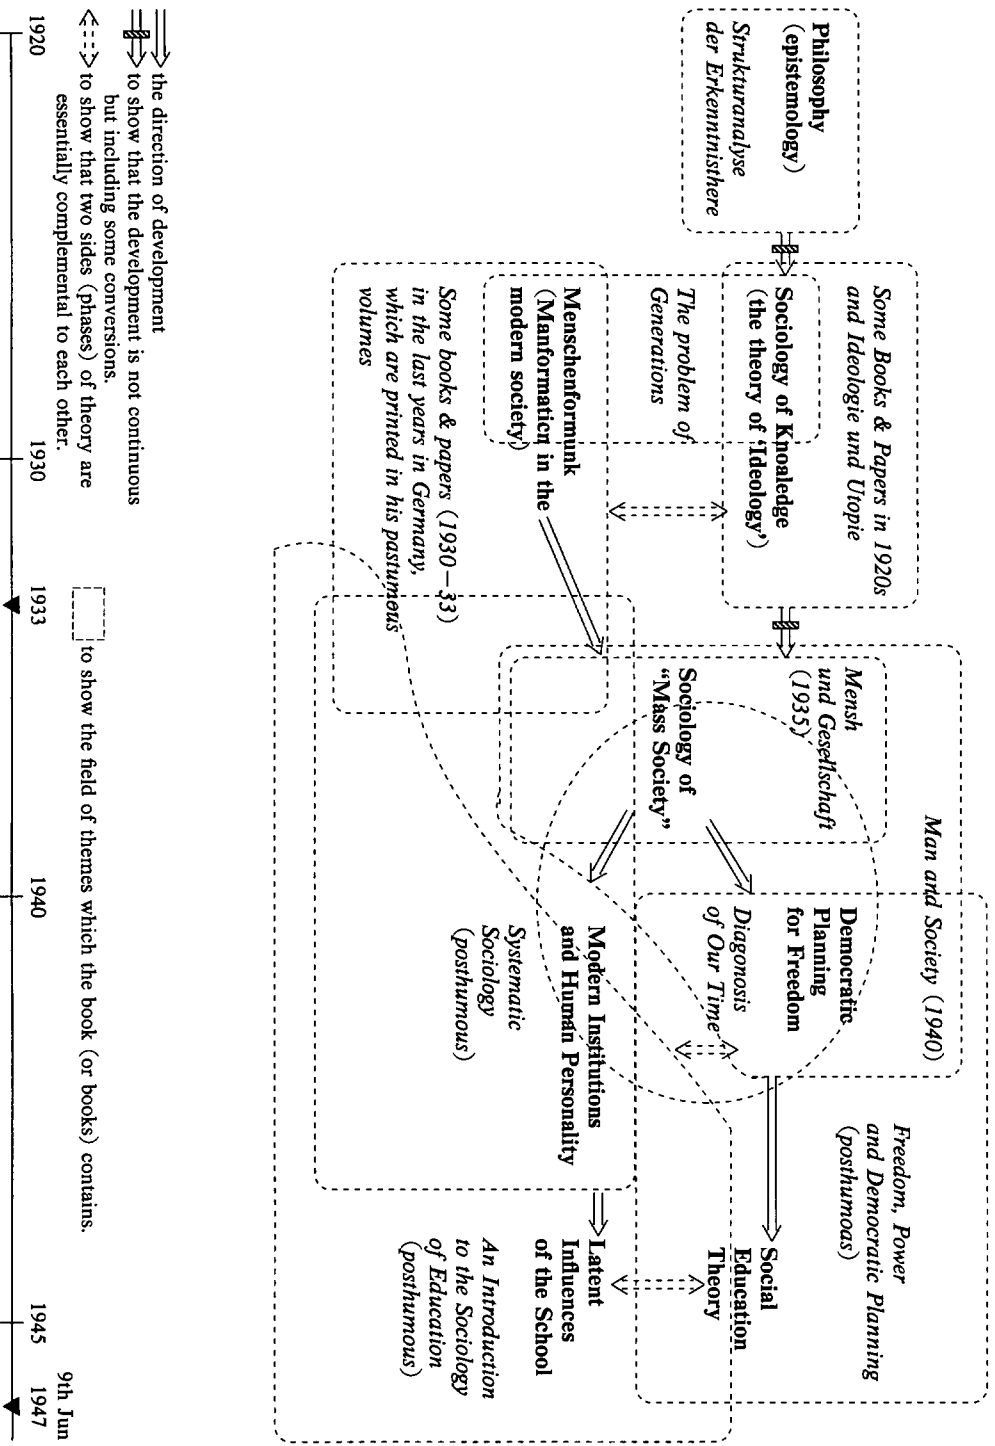 Philosophy
(epistemology)
Strukturanalyse
der Erkenntnisthere
Some Books & Papers in 1920s
and Ideologie und Utopie
Sociology of Knoaledge
(the theory of 'Ideology')
The problem of
Generations
Menschenformunk
(Manformation in the
modern society)
Some books & papers (1930—33)
in the last years in Germany,
which are printed in his pastumous
volumes
Mensh
und Gesellschaft
(1935)
Sociology of
"Mass Society"
Man and Society (1940)
Democratic
Planning
for Freedom
Diagonosis
of Our Time
Modern Institutions
and Human Personality
Systematic
Sociology
(posthumous)
Freedom, Power
and Democratic Planning
(posthumoas)
Social
Education
Theory
Latent
Influences
of the School
An Introduction
to the Sociology
of Education
(posthumous)
the direction of development
to show that the development is not continuous
but including some conversions.
to show that two sides (phases) of theory are
essentially complemental to each other.
to show the field of themes which the book (or books) contains.
9th Jun
1920 1930 1933 1940 1945 1947